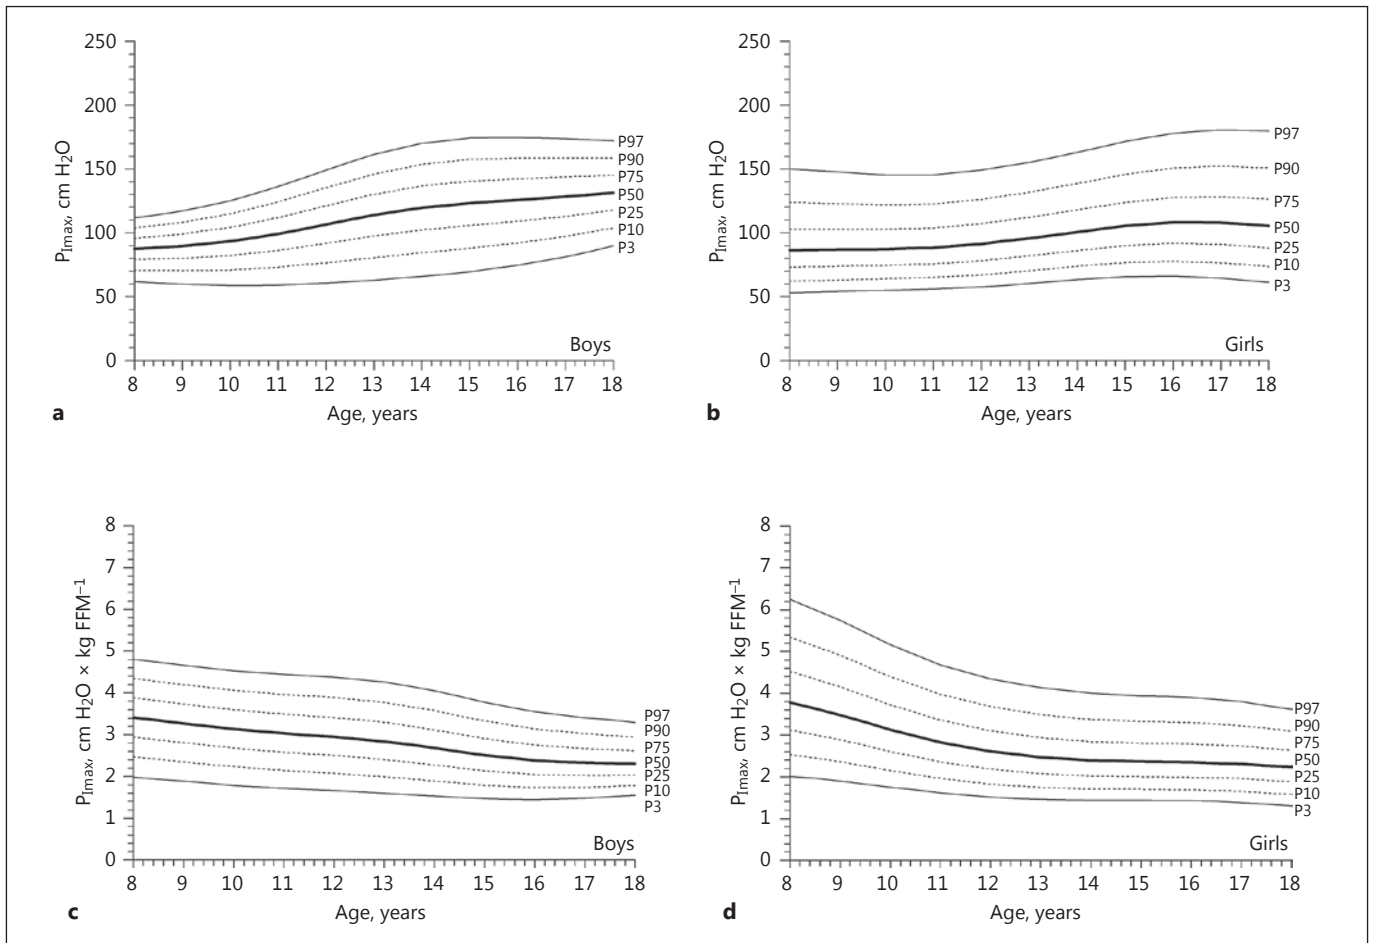 250
200
150
100
50
0
P_Imax, cm H₂O
P97
P90
P75
P50
P25
P10
P3
Boys
8 9 10 11 12 13 14 15 16 17 18
Age, years
a
250
200
150
100
50
0
P_Imax, cm H₂O
P97
P90
P75
P50
P25
P10
P3
Girls
8 9 10 11 12 13 14 15 16 17 18
Age, years
b
8
7
6
5
4
3
2
1
0
P_Imax, cm H₂O × kg FFM⁻¹
P97
P90
P75
P50
P25
P10
P3
Boys
8 9 10 11 12 13 14 15 16 17 18
Age, years
c
8
7
6
5
4
3
2
1
0
P_Imax, cm H₂O × kg FFM⁻¹
P97
P90
P75
P50
P25
P10
P3
Girls
8 9 10 11 12 13 14 15 16 17 18
Age, years
d